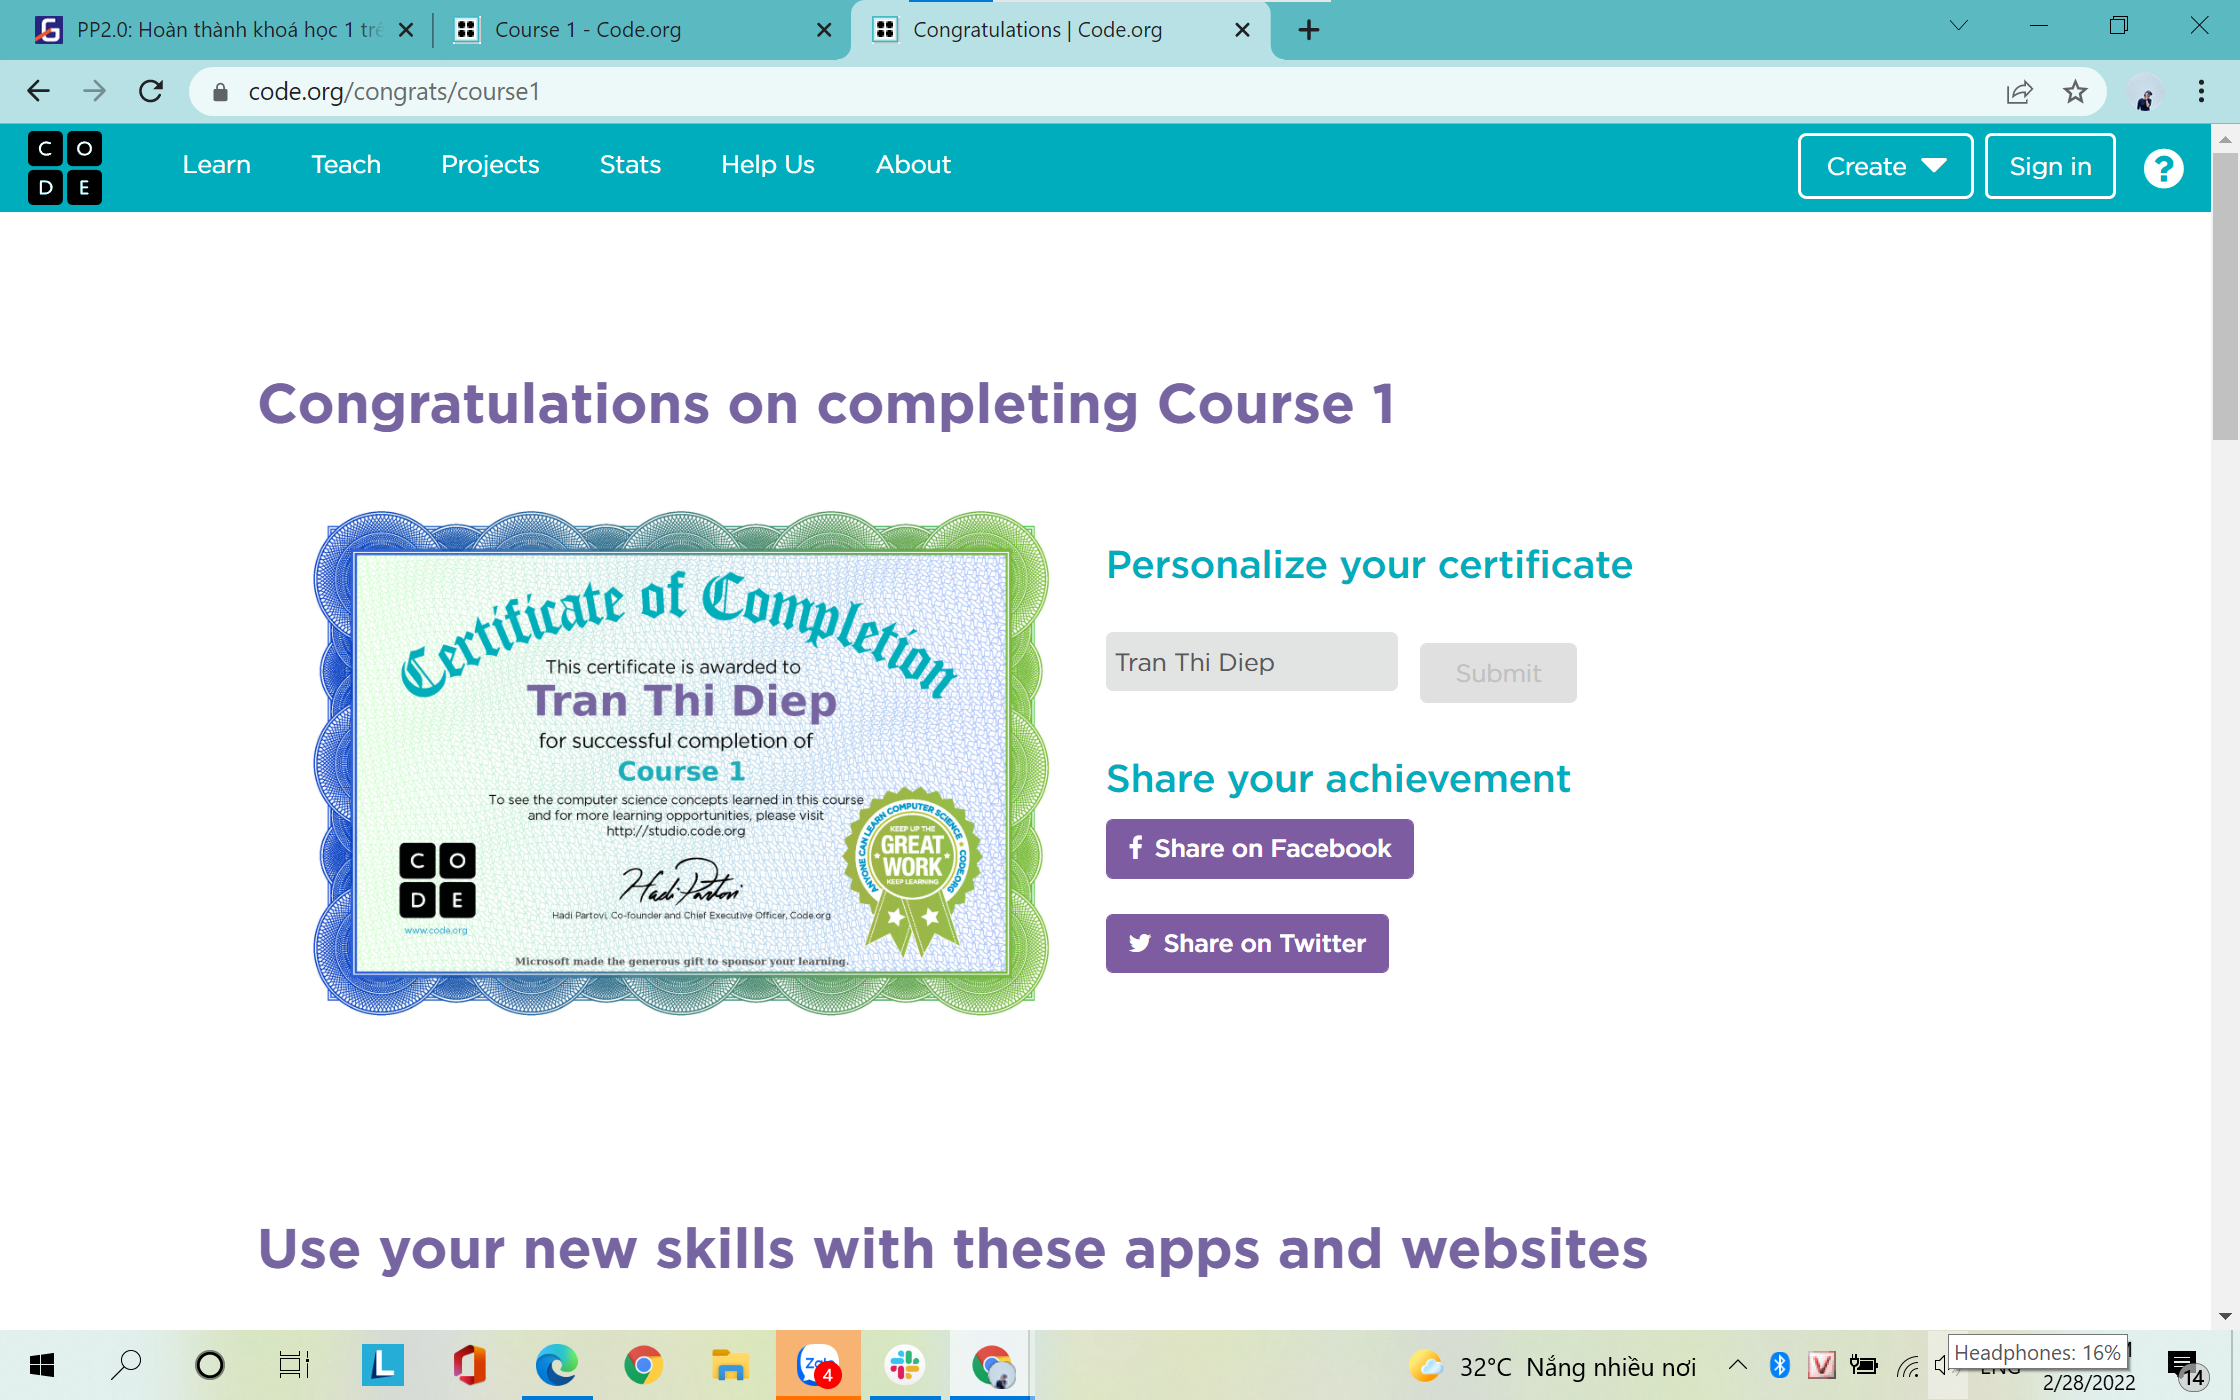 PP2.0: Hoàn thành khoá học 1 trê
Course 1 - Code.org
Congratulations | Code.org
code.org/congrats/course1
C O D E
Learn
Teach
Projects
Stats
Help Us
About
Create
Sign in
?
Congratulations on completing Course 1
Certificate of Completion
This certificate is awarded to
Tran Thi Diep
for successful completion of
Course 1
To see the computer science concepts learned in this course
and for more learning opportunities, please visit
http://studio.code.org
C O
D E
www.code.org
Hadi Partovi
Hadi Partovi, Co-founder and Chief Executive Officer, Code.org
Microsoft made the generous gift to sponsor your learning.
ANYONE CAN LEARN COMPUTER SCIENCE
CODE.ORG
KEEP UP THE
GREAT
WORK
KEEP LEARNING
Personalize your certificate
Tran Thi Diep
Submit
Share your achievement
f Share on Facebook
Share on Twitter
Use your new skills with these apps and websites
L
4
32°C Nắng nhiều nơi
V
Headphones: 16%
2/28/2022
14